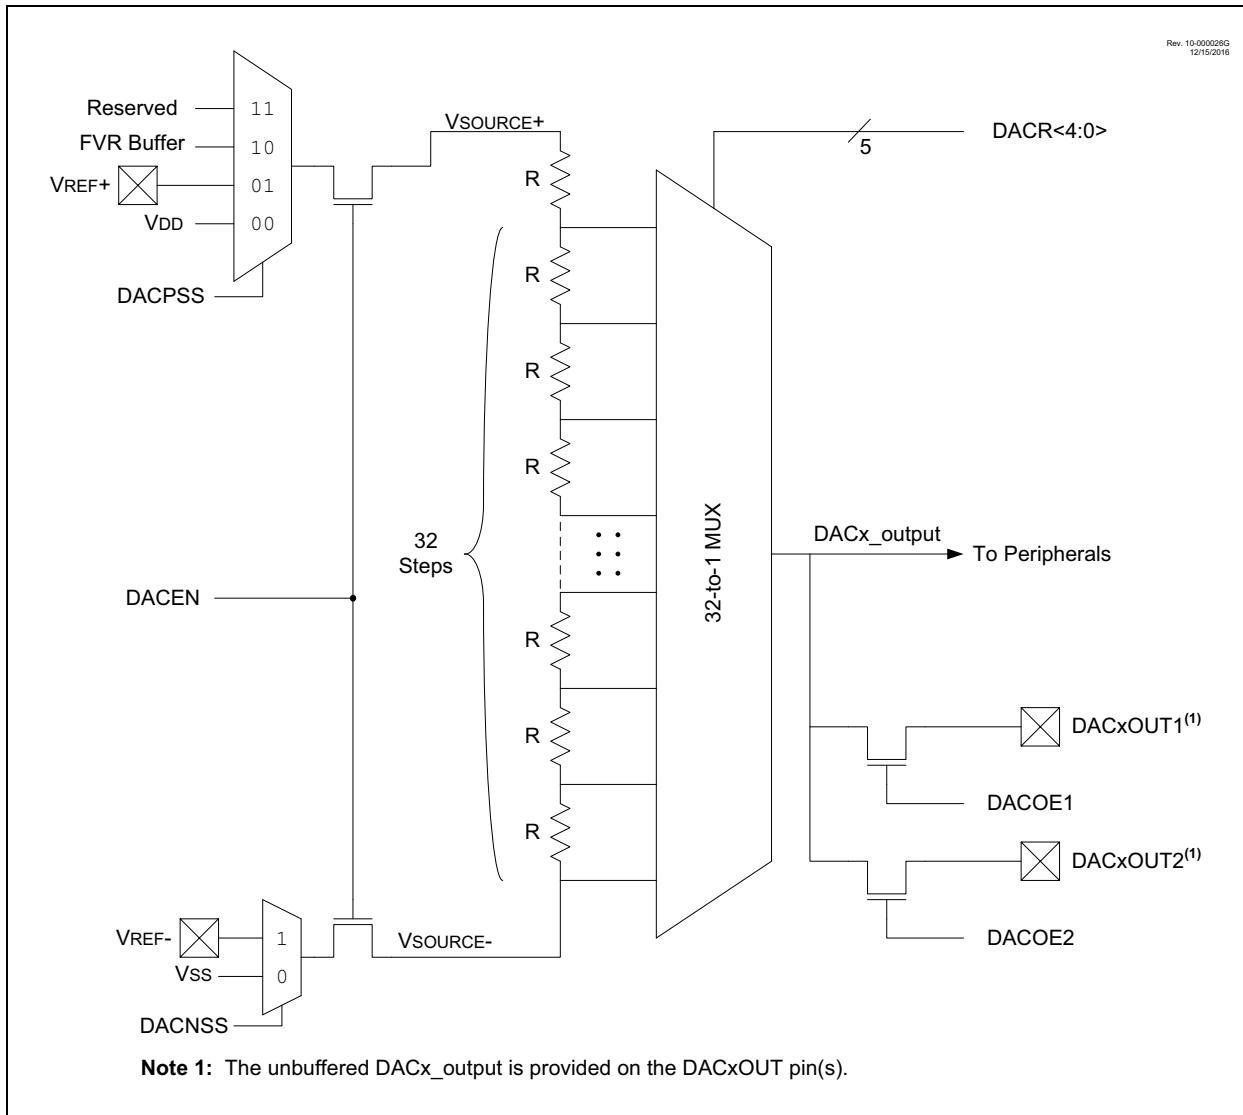 Rev. 10-000026G
12/15/2016
Reserved
11
VSOURCE+
DACR<4:0>
FVR Buffer
10
5
VREF+
01
R
VDD
00
DACPSS
R
R
R
32
Steps
32-to-1 MUX
DACx_output
To Peripherals
DACEN
R
R
DACxOUT1(1)
DACOE1
R
DACxOUT2(1)
VREF-
1
VSOURCE-
DACOE2
VSS
0
DACNSS
Note 1: The unbuffered DACx_output is provided on the DACxOUT pin(s).